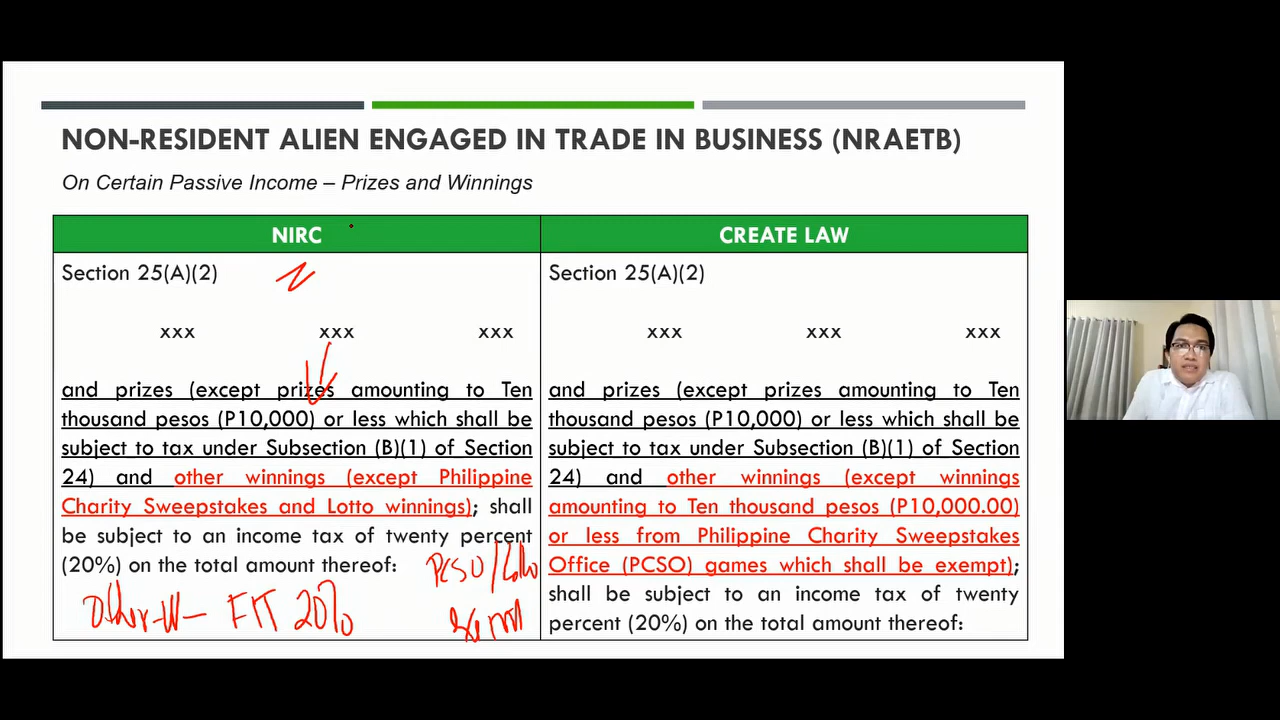 NON-RESIDENT ALIEN ENGAGED IN TRADE IN BUSINESS (NRAETB)
On Certain Passive Income – Prizes and Winnings
NIRC
Section 25(A)(2)
xxx xxx xxx
and prizes (except prizes amounting to Ten
thousand pesos (P10,000) or less which shall be
subject to tax under Subsection (B)(1) of Section
24) and other winnings (except Philippine
Charity Sweepstakes and Lotto winnings); shall
be subject to an income tax of twenty percent
(20%) on the total amount thereof:
PCSO/Lotto
Other-W- FIT 20%
CREATE LAW
Section 25(A)(2)
xxx xxx xxx
and prizes (except prizes amounting to Ten
thousand pesos (P10,000) or less which shall be
subject to tax under Subsection (B)(1) of Section
24) and other winnings (except winnings
amounting to Ten thousand pesos (P10,000.00)
or less from Philippine Charity Sweepstakes
Office (PCSO) games which shall be exempt);
shall be subject to an income tax of twenty
percent (20%) on the total amount thereof: